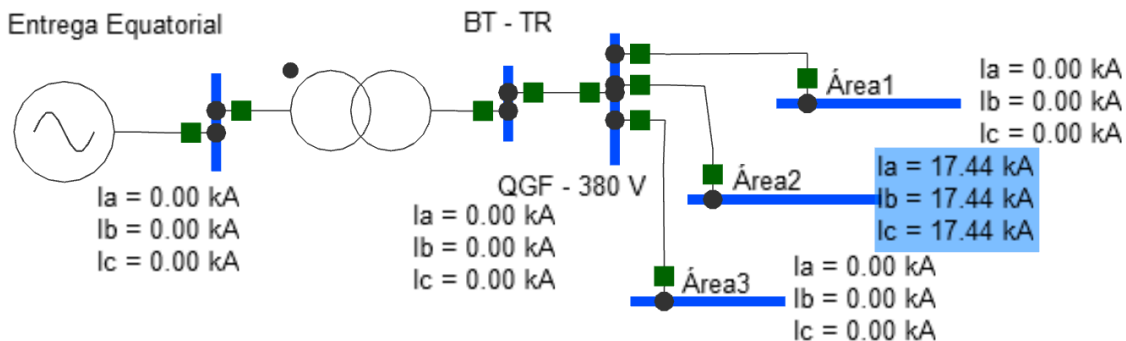 Entrega Equatorial
BT - TR
Área1
Ia = 0.00 kA
Ib = 0.00 kA
Ic = 0.00 kA
Área2
Ia = 17.44 kA
Ib = 17.44 kA
Ic = 17.44 kA
QGF - 380 V
Ia = 0.00 kA
Ib = 0.00 kA
Ic = 0.00 kA
Ia = 0.00 kA
Ib = 0.00 kA
Ic = 0.00 kA
Área3
Ia = 0.00 kA
Ib = 0.00 kA
Ic = 0.00 kA